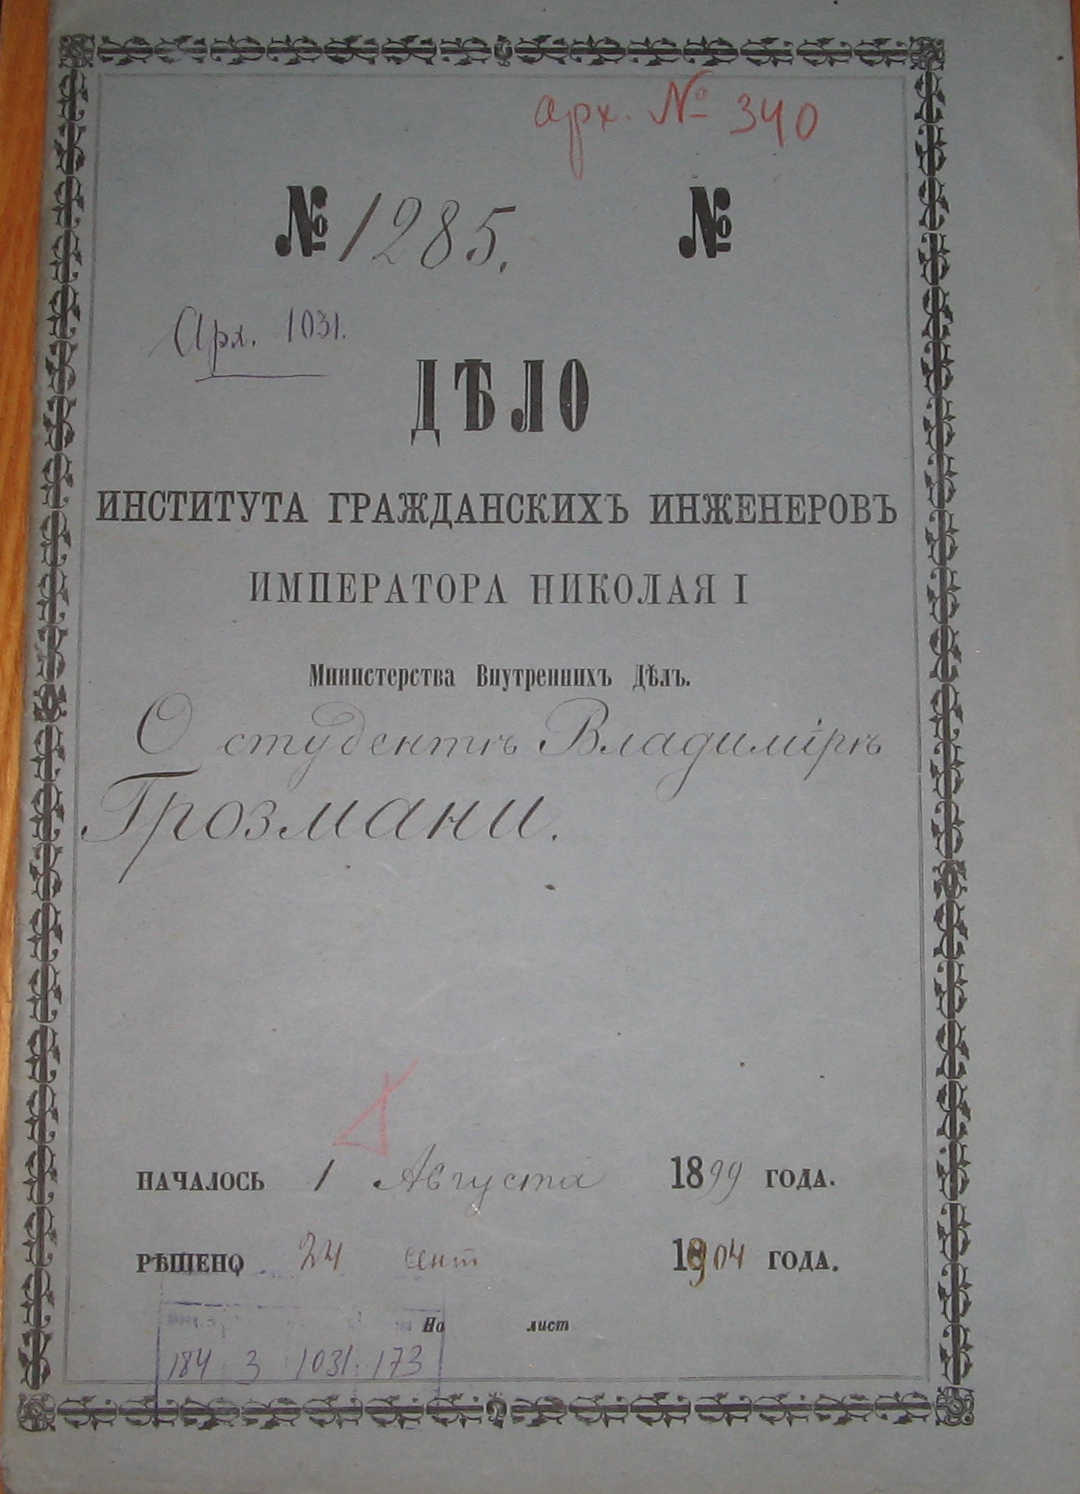 арх. № 340
№ 1285. №
Арх. 1031.
ДѢЛО
ИНСТИТУТА ГРАЖДАНСКИХЪ ИНЖЕНЕРОВЪ
ИМПЕРАТОРА НИКОЛАЯ I
Министерства Внутреннихъ Дѣлъ.
О студентѣ Владимірѣ
Грозмани.
НАЧАЛОСЬ 1 Августа 1899 ГОДА.
РѢШЕНО 24 сент 1904 ГОДА.
На лист
184 3 1031 173